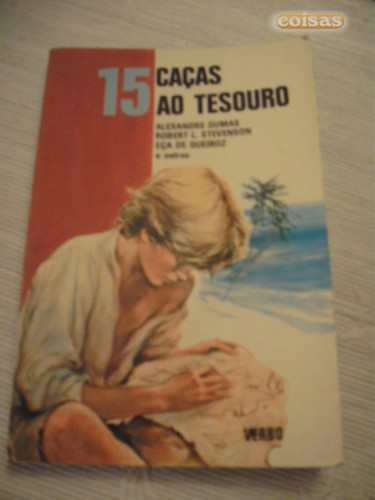 coisas
15 CAÇAS
AO TESOURO
ALEXANDRE DUMAS
ROBERT L. STEVENSON
EÇA DE QUEIROZ
e outros
VERBO